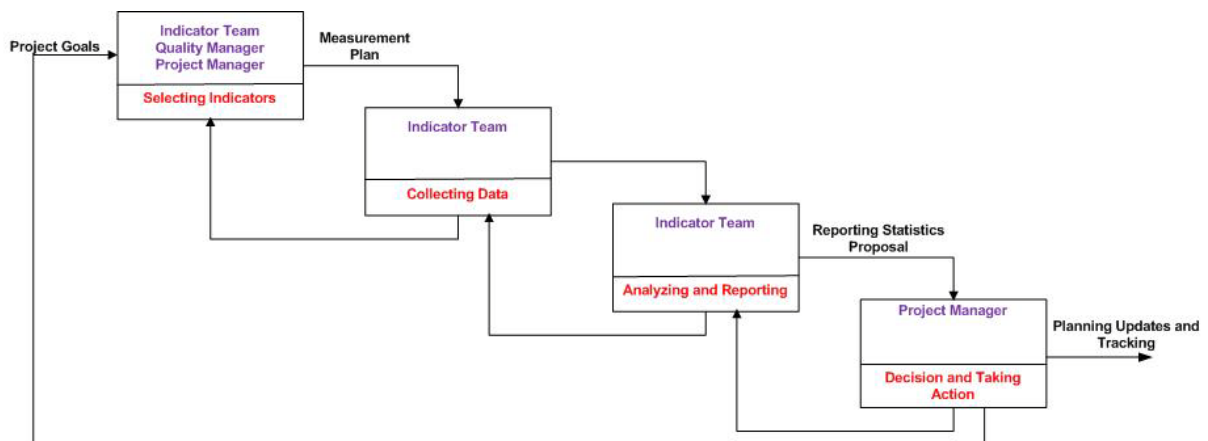 Project Goals
Indicator Team
Quality Manager
Project Manager
Selecting Indicators
Measurement
Plan
Indicator Team
Collecting Data
Indicator Team
Analyzing and Reporting
Reporting Statistics
Proposal
Project Manager
Decision and Taking
Action
Planning Updates and
Tracking